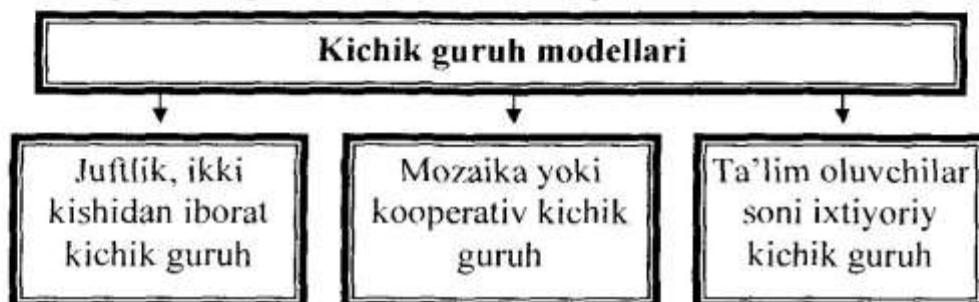 Kichik guruh modellari
Juftlik, ikki
kishidan iborat
kichik guruh
Mozaika yoki
kooperativ kichik
guruh
Ta'lim oluvchilar
soni ixtiyoriy
kichik guruh